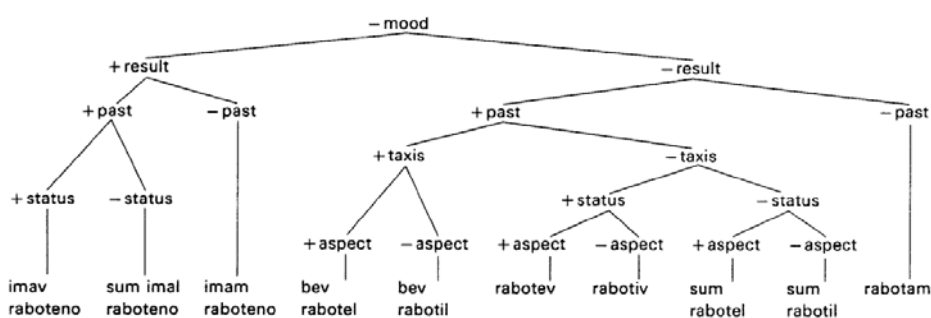 − mood
+ result − result
+ past − past + past − past
+ taxis − taxis
+ status − status + status − status
+ aspect − aspect + aspect − aspect + aspect − aspect
imav sum imal imam bev bev rabotev rabotiv sum sum rabotam
raboteno raboteno raboteno rabotel rabotil rabotel rabotil